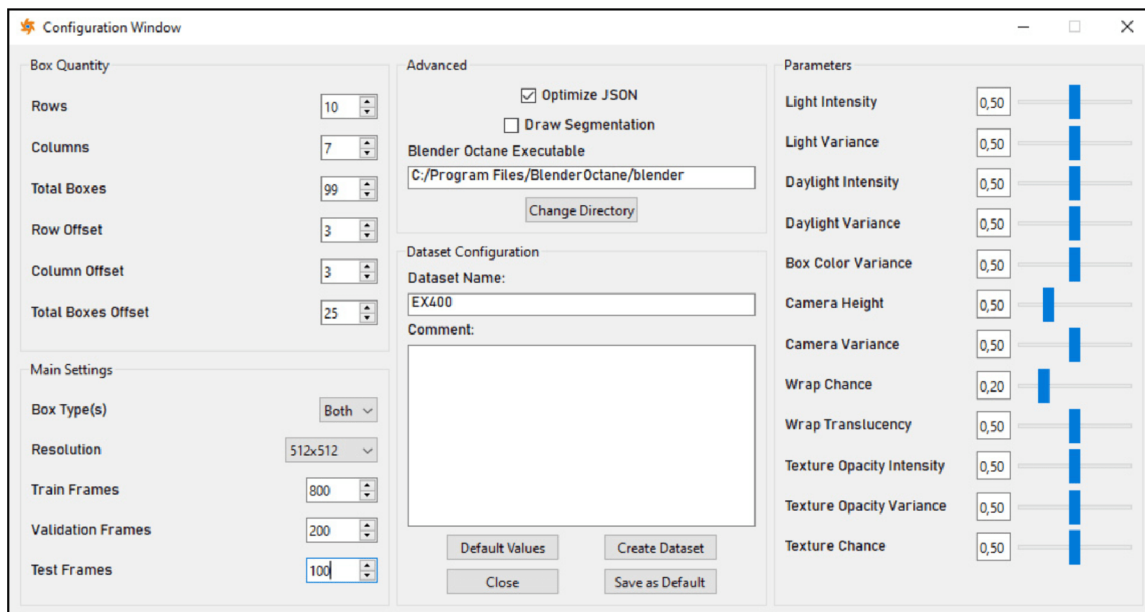 Configuration Window
Box Quantity
Rows 10
Columns 7
Total Boxes 99
Row Offset 3
Column Offset 3
Total Boxes Offset 25
Main Settings
Box Type(s) Both
Resolution 512x512
Train Frames 800
Validation Frames 200
Test Frames 100
Advanced
Optimize JSON
Draw Segmentation
Blender Octane Executable
C:/Program Files/BlenderOctane/blender
Change Directory
Dataset Configuration
Dataset Name:
EX400
Comment:
Default Values Create Dataset
Close Save as Default
Parameters
Light Intensity 0,50
Light Variance 0,50
Daylight Intensity 0,50
Daylight Variance 0,50
Box Color Variance 0,50
Camera Height 0,50
Camera Variance 0,50
Wrap Chance 0,20
Wrap Translucency 0,50
Texture Opacity Intensity 0,50
Texture Opacity Variance 0,50
Texture Chance 0,50